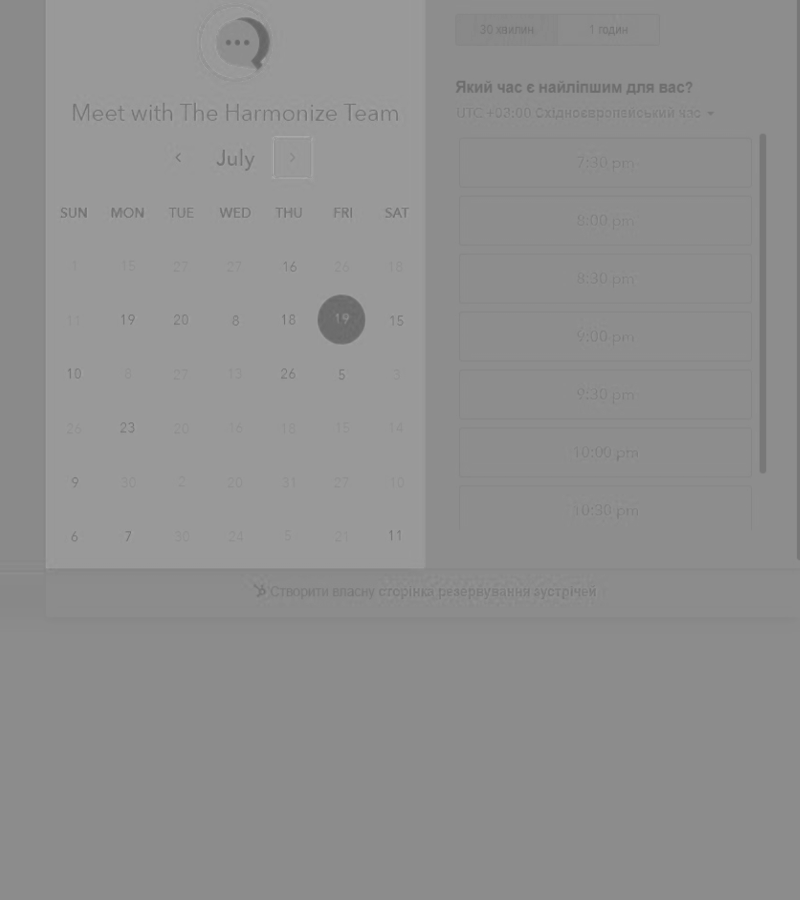 30 хвилин 1 годин
Який час є найліпшим для вас?
UTC +03:00 Східноєвропейський час
Meet with The Harmonize Team
July
SUN MON TUE WED THU FRI SAT
1 15 27 27 16 26 18
11 19 20 8 18 19 15
10 8 27 13 26 5 3
26 23 20 16 18 15 14
9 30 2 20 31 27 10
6 7 30 24 5 21 11
7:30 pm
8:00 pm
8:30 pm
9:00 pm
9:30 pm
10:00 pm
10:30 pm
Створити власну сторінка резервування зустрічей